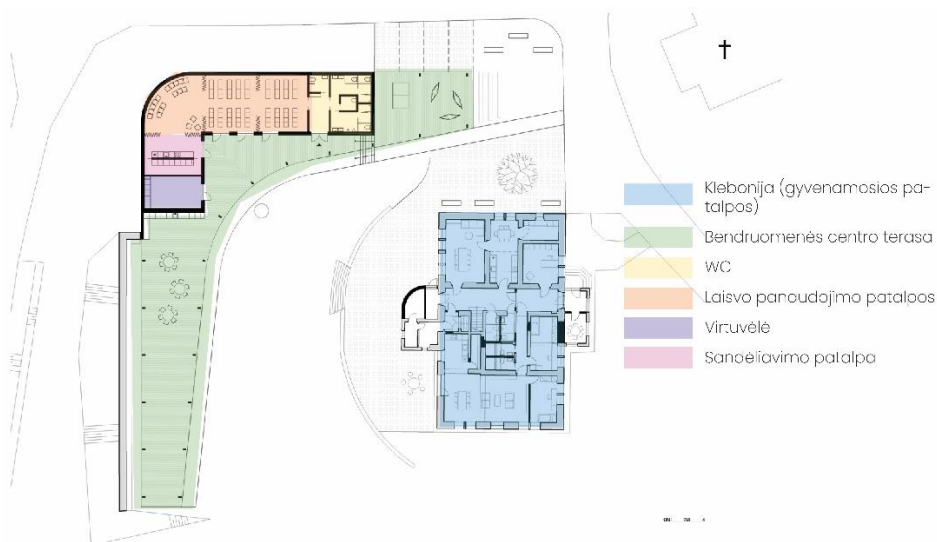 Klebonija (gyvenamosios pa-
talpos)
Bendruomenės centro terasa
WC
Laisvo panaudojimo patalpos
Virtuvėlė
Sandėliavimo patalpa